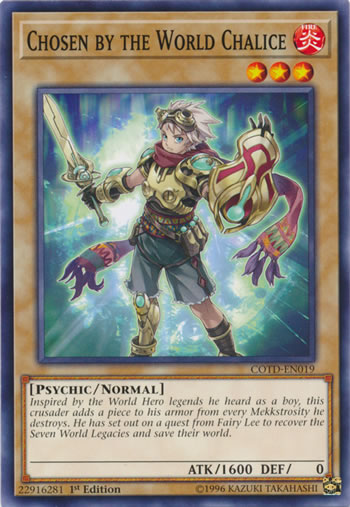 CHOSEN BY THE WORLD CHALICE
FIRE
炎
COTD-EN019
[PSYCHIC/NORMAL]
Inspired by the World Hero legends he heard as a boy, this
crusader adds a piece to his armor from every Mekkstrosity he
destroys. He has set out on a quest from Fairy Lee to recover the
Seven World Legacies and save their world.
ATK/1600 DEF/ 0
22916281 1st Edition ©1996 KAZUKI TAKAHASHI